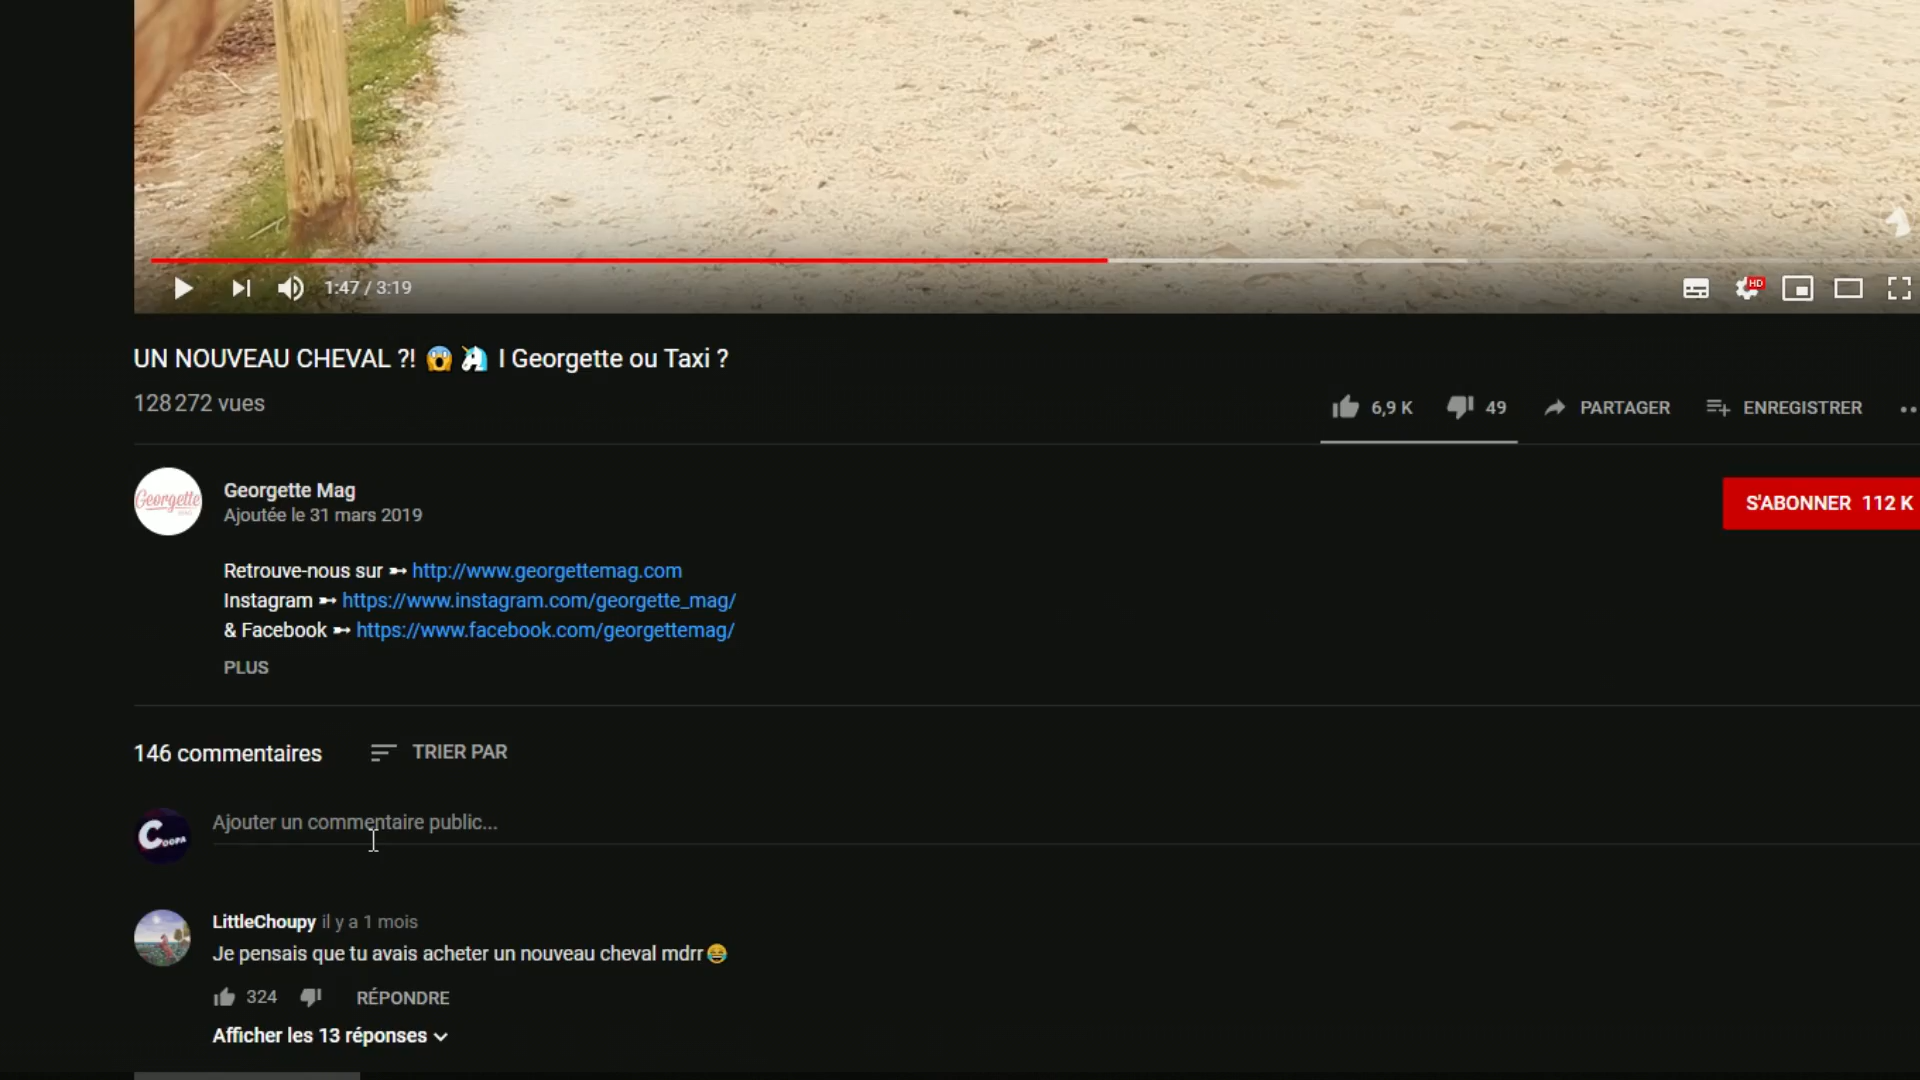 HD
1:47 / 3:19
UN NOUVEAU CHEVAL ?! 😱 🦄 I Georgette ou Taxi ?
128 272 vues
6,9 K 49 PARTAGER ENREGISTRER
Georgette
Georgette Mag
Ajoutée le 31 mars 2019
S'ABONNER 112 K
Retrouve-nous sur ➸ http://www.georgettemag.com
Instagram ➸ https://www.instagram.com/georgette_mag/
& Facebook ➸ https://www.facebook.com/georgettemag/
PLUS
146 commentaires TRIER PAR
COOPA
Ajouter un commentaire public...
LittleChoupy il y a 1 mois
Je pensais que tu avais acheter un nouveau cheval mdrr😂
324 RÉPONDRE
Afficher les 13 réponses